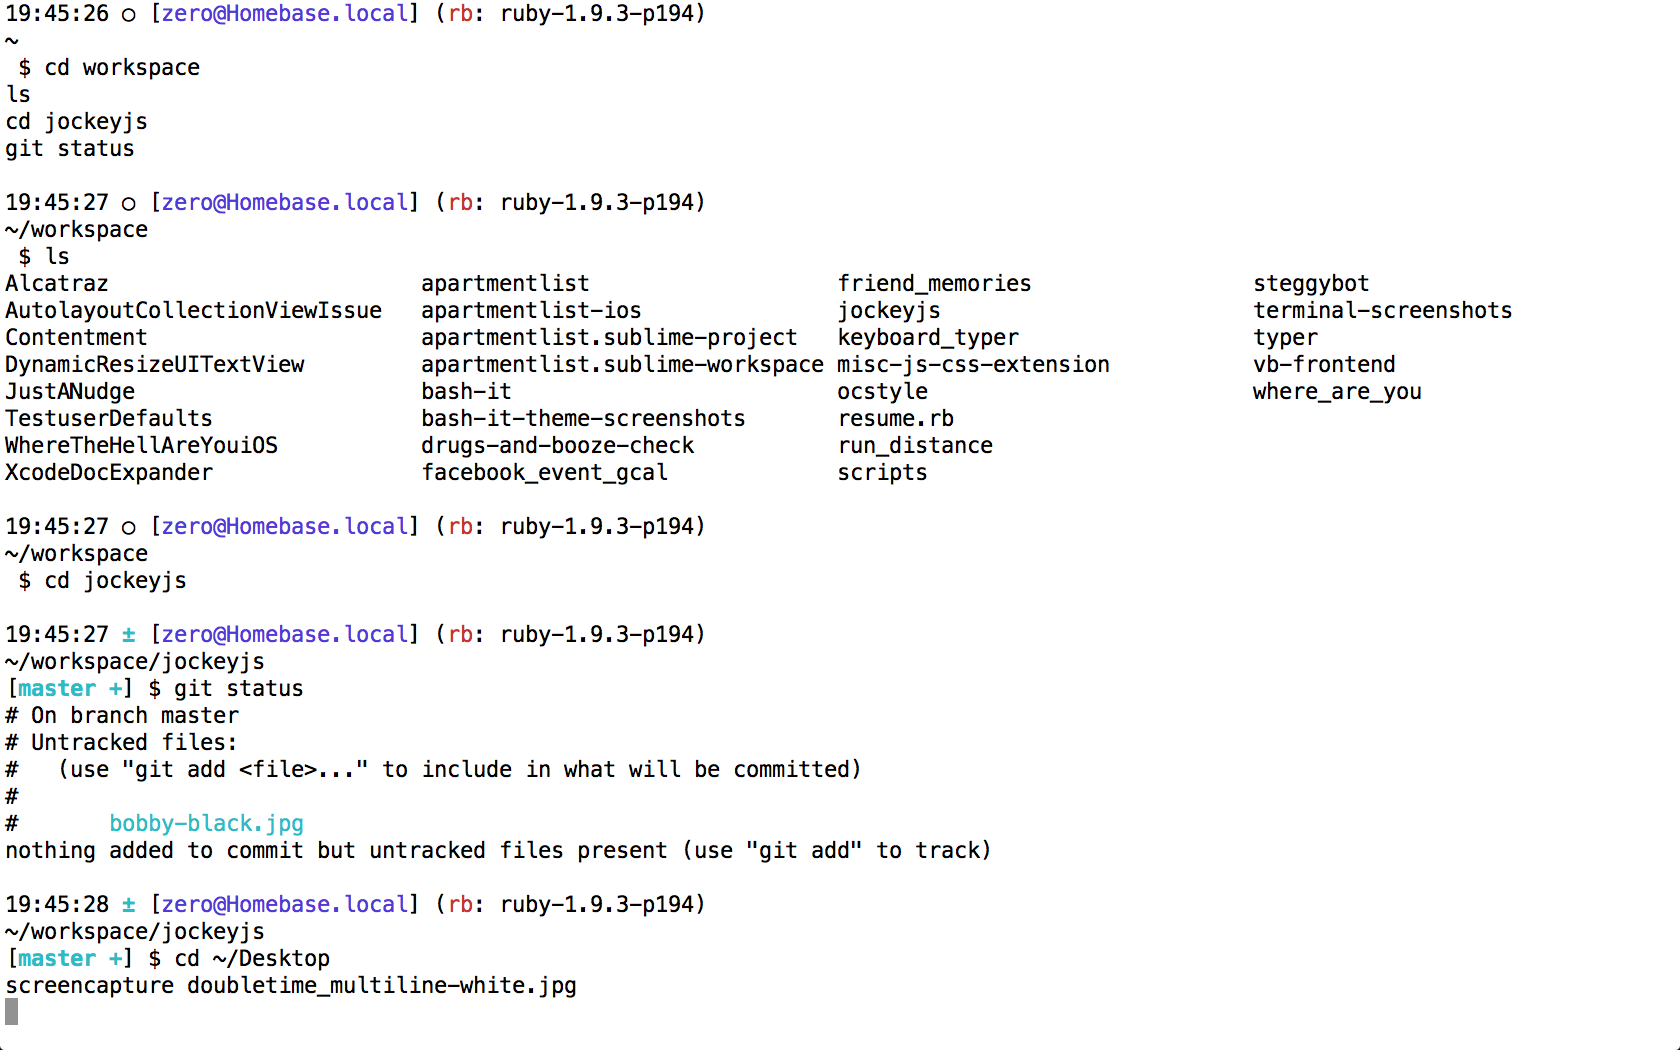 19:45:26 ○ [zero@Homebase.local] (rb: ruby-1.9.3-p194)
~
 $ cd workspace
ls
cd jockeyjs
git status

19:45:27 ○ [zero@Homebase.local] (rb: ruby-1.9.3-p194)
~/workspace
 $ ls
Alcatraz                        apartmentlist                   friend_memories                 steggybot
AutolayoutCollectionViewIssue   apartmentlist-ios               jockeyjs                        terminal-screenshots
Contentment                     apartmentlist.sublime-project   keyboard_typer                  typer
DynamicResizeUITextView         apartmentlist.sublime-workspace misc-js-css-extension           vb-frontend
JustANudge                      bash-it                         ocstyle                         where_are_you
TestuserDefaults                bash-it-theme-screenshots       resume.rb
WhereTheHellAreYouiOS           drugs-and-booze-check           run_distance
XcodeDocExpander                facebook_event_gcal             scripts

19:45:27 ○ [zero@Homebase.local] (rb: ruby-1.9.3-p194)
~/workspace
 $ cd jockeyjs

19:45:27 ± [zero@Homebase.local] (rb: ruby-1.9.3-p194)
~/workspace/jockeyjs
[master +] $ git status
# On branch master
# Untracked files:
#   (use "git add <file>..." to include in what will be committed)
#
#       bobby-black.jpg
nothing added to commit but untracked files present (use "git add" to track)

19:45:28 ± [zero@Homebase.local] (rb: ruby-1.9.3-p194)
~/workspace/jockeyjs
[master +] $ cd ~/Desktop
screencapture doubletime_multiline-white.jpg